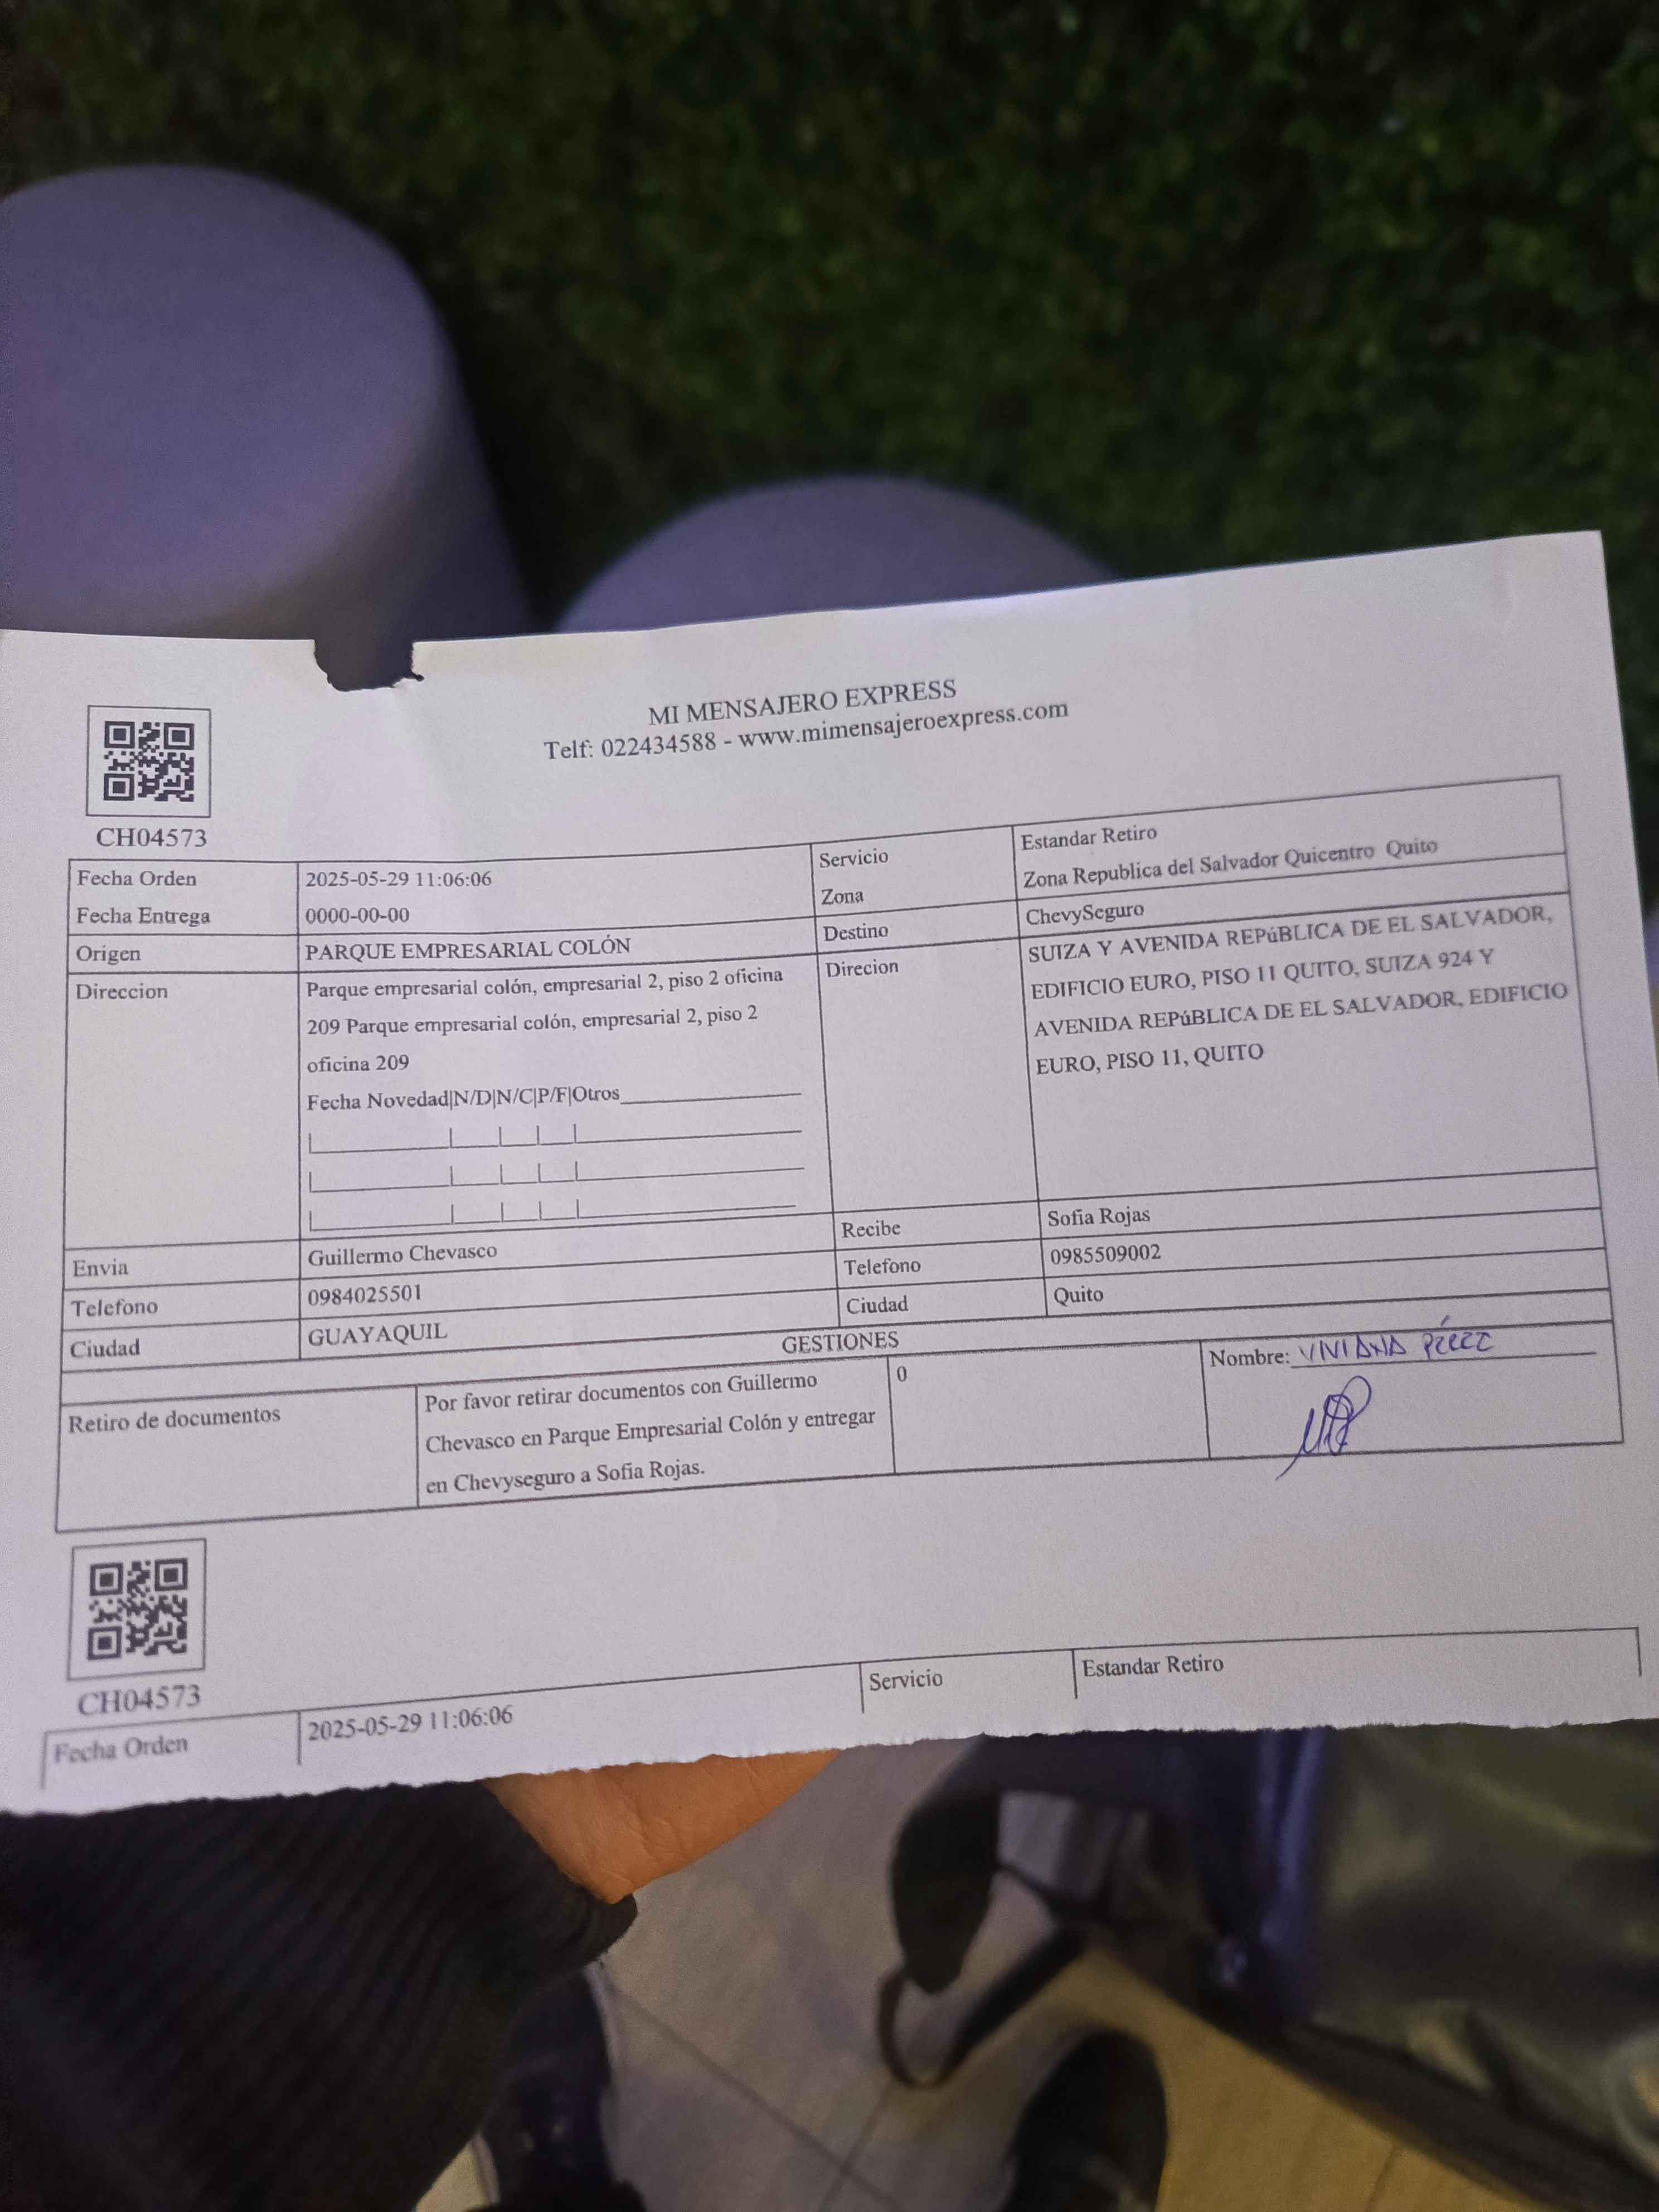 MI MENSAJERO EXPRESS
Telf: 022434588 - www.mimensajeroexpress.com
CH04573
Fecha Orden 2025-05-29 11:06:06 Servicio Estandar Retiro
Fecha Entrega 0000-00-00 Zona Zona Republica del Salvador Quicentro Quito
Origen PARQUE EMPRESARIAL COLÓN Destino ChevySeguro
Direccion Parque empresarial colón, empresarial 2, piso 2 oficina
209 Parque empresarial colón, empresarial 2, piso 2
oficina 209
Fecha Novedad|N/D|N/C|P/F|Otros
Direcion SUIZA Y AVENIDA REPúBLICA DE EL SALVADOR,
EDIFICIO EURO, PISO 11 QUITO, SUIZA 924 Y
AVENIDA REPúBLICA DE EL SALVADOR, EDIFICIO
EURO, PISO 11, QUITO
Envia Guillermo Chevasco Recibe Sofia Rojas
Telefono 0984025501 Telefono 0985509002
Ciudad GUAYAQUIL Ciudad Quito
GESTIONES
Retiro de documentos
Por favor retirar documentos con Guillermo
Chevasco en Parque Empresarial Colón y entregar
en Chevyseguro a Sofia Rojas.
0
Nombre: VIVIANA PÉREZ
CH04573
Fecha Orden 2025-05-29 11:06:06 Servicio Estandar Retiro